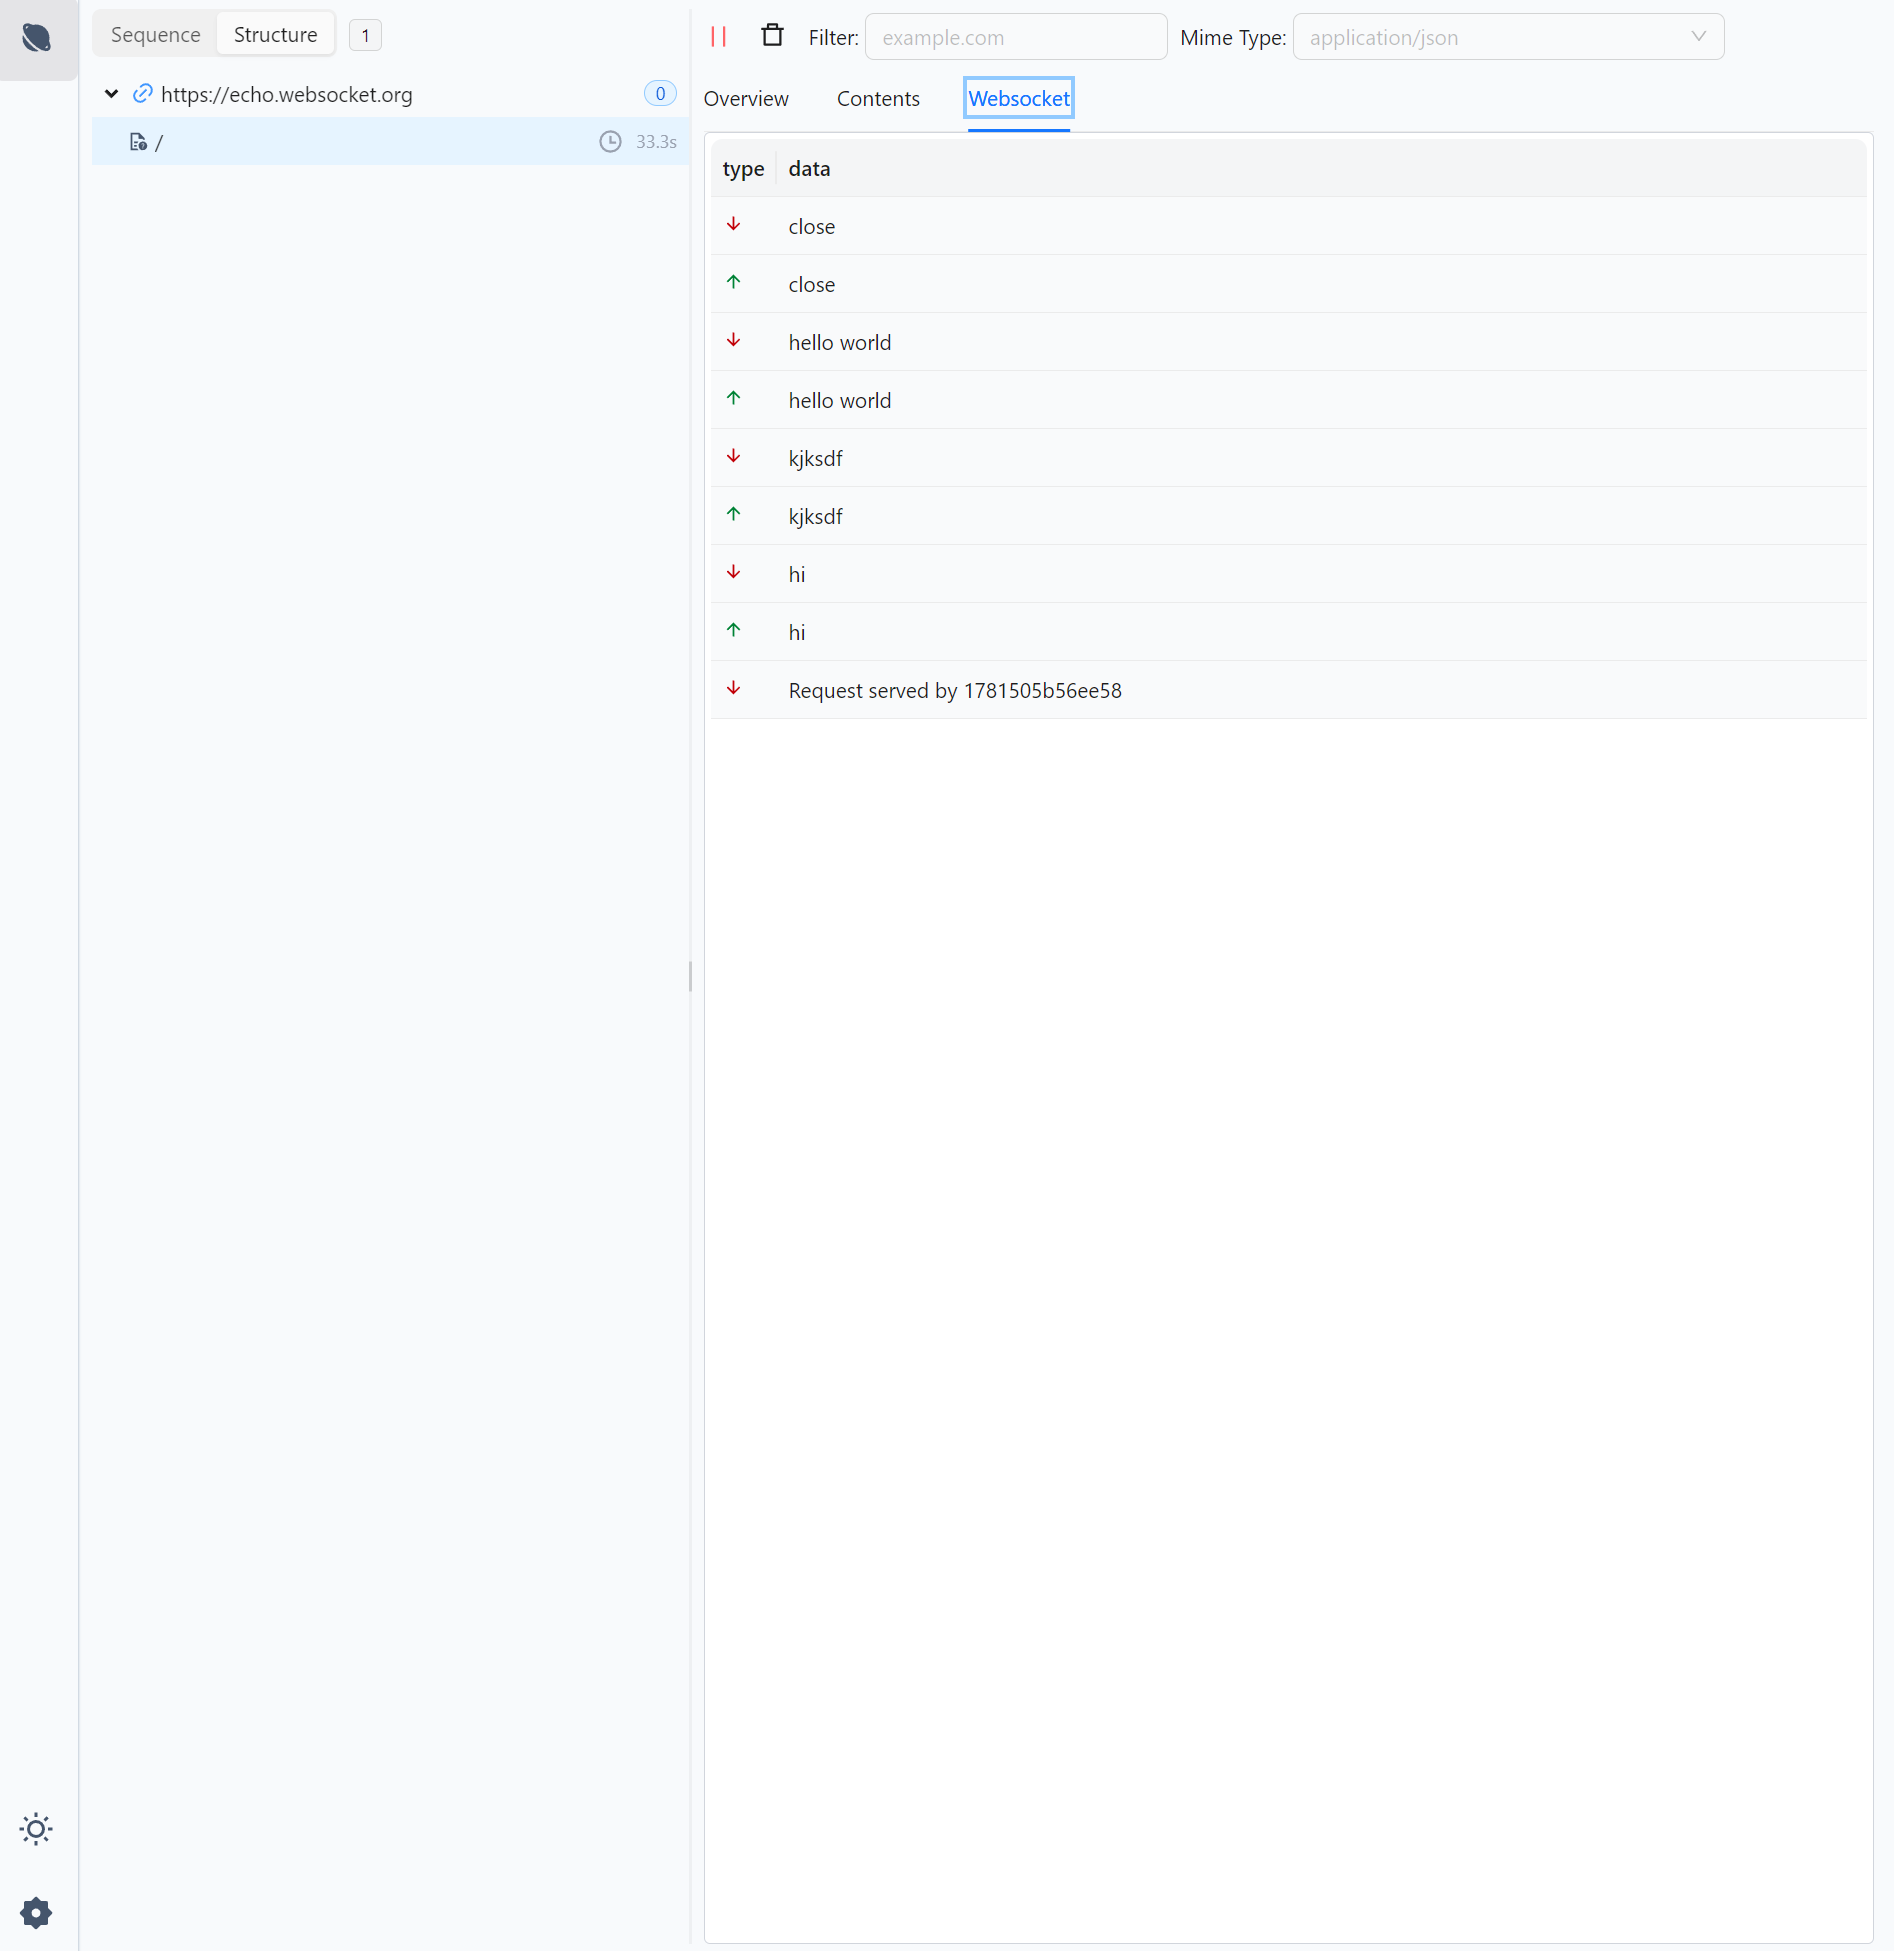 Sequence Structure 1
https://echo.websocket.org 0
/ 33.3s
Filter: example.com Mime Type: application/json
Overview Contents Websocket
type data
close
close
hello world
hello world
kjksdf
kjksdf
hi
hi
Request served by 1781505b56ee58